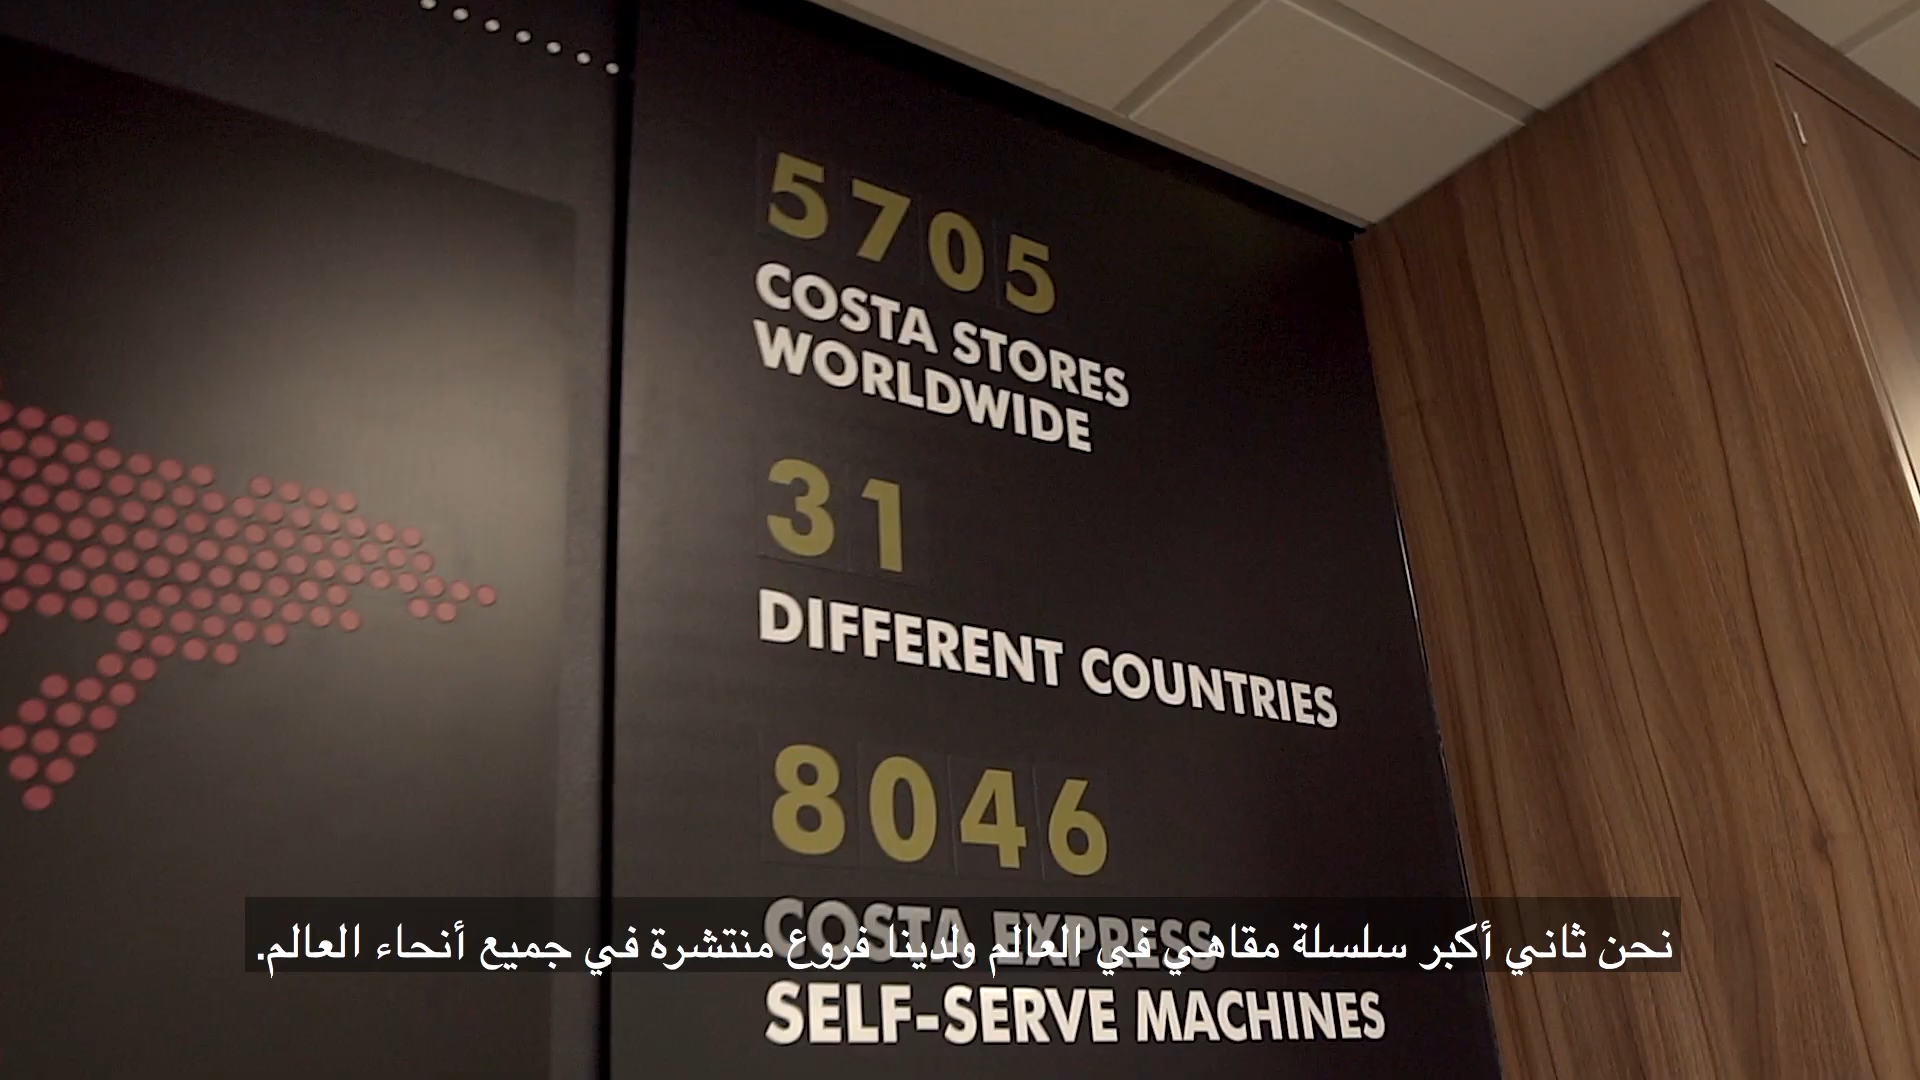 5705
COSTA STORES
WORLDWIDE
31
DIFFERENT COUNTRIES
8046
COSTA EXPRESS
نحن ثاني أكبر سلسلة مقاهي في العالم ولدينا فروع منتشرة في جميع أنحاء العالم.
SELF-SERVE MACHINES